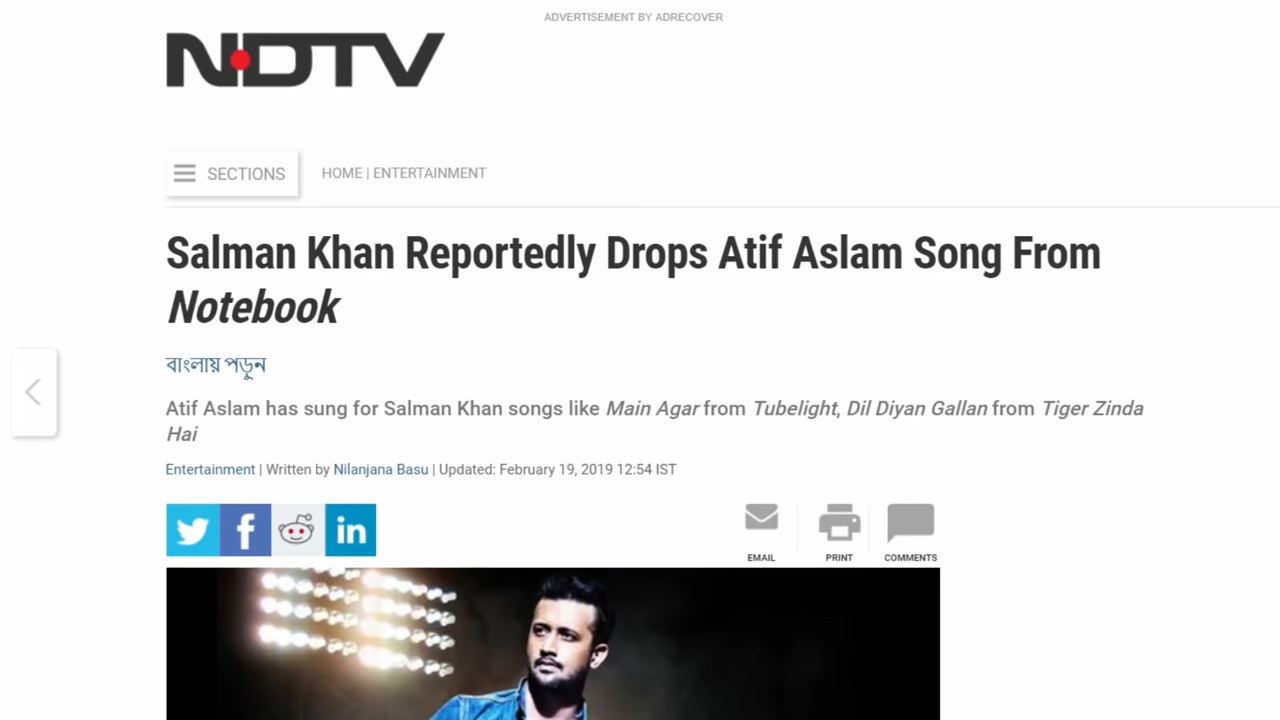 ADVERTISEMENT BY ADRECOVER
NDTV
SECTIONS
HOME | ENTERTAINMENT
Salman Khan Reportedly Drops Atif Aslam Song From
Notebook
বাংলায় পড়ুন
Atif Aslam has sung for Salman Khan songs like Main Agar from Tubelight, Dil Diyan Gallan from Tiger Zinda
Hai
Entertainment | Written by Nilanjana Basu | Updated: February 19, 2019 12:54 IST
f
in
EMAIL
PRINT
COMMENTS